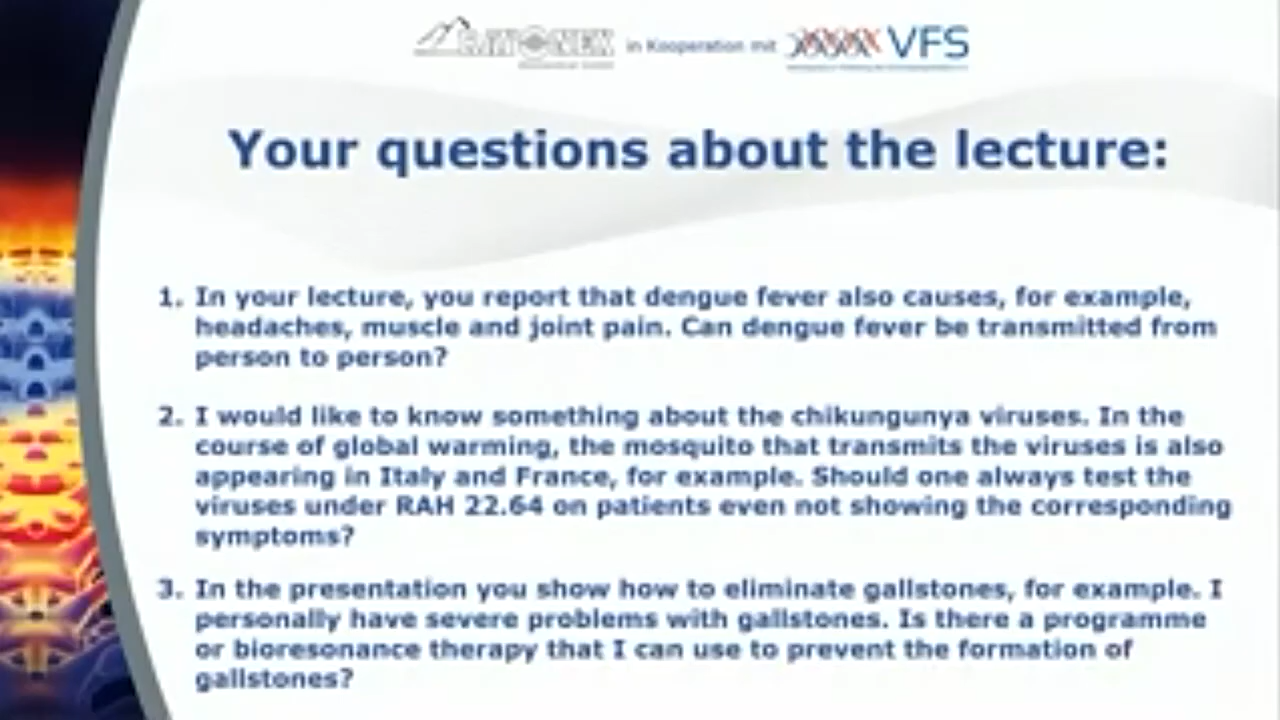 RAYONEX in Kooperation mit VFS
Your questions about the lecture:
1. In your lecture, you report that dengue fever also causes, for example,
headaches, muscle and joint pain. Can dengue fever be transmitted from
person to person?
2. I would like to know something about the chikungunya viruses. In the
course of global warming, the mosquito that transmits the viruses is also
appearing in Italy and France, for example. Should one always test the
viruses under RAH 22.64 on patients even not showing the corresponding
symptoms?
3. In the presentation you show how to eliminate gallstones, for example. I
personally have severe problems with gallstones. Is there a programme
or bioresonance therapy that I can use to prevent the formation of
gallstones?